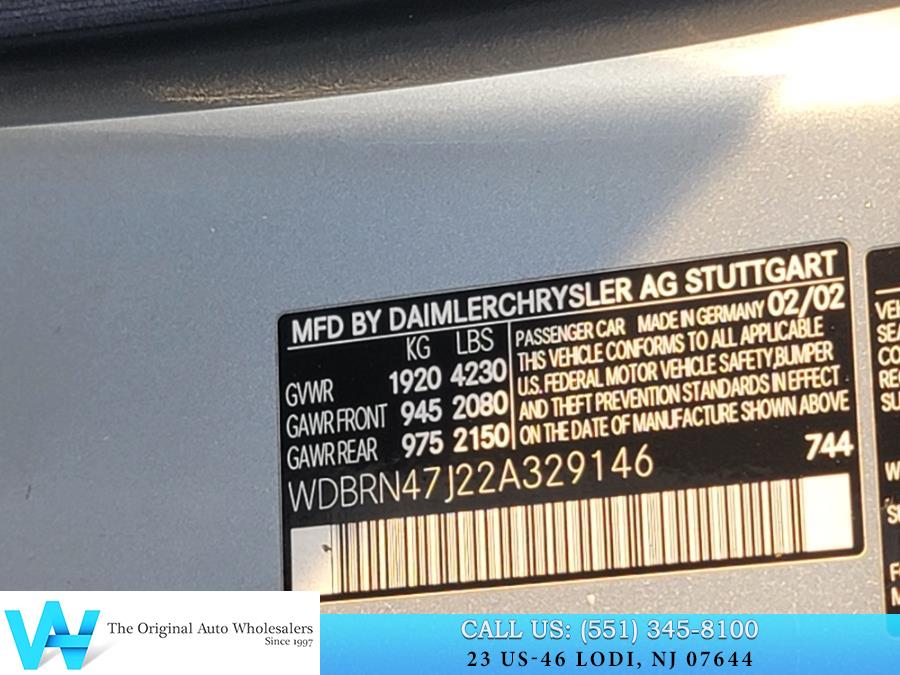 MFD BY DAIMLERCHRYSLER AG STUTTGART
KG LBS
GVWR 1920 4230
GAWR FRONT 945 2080
GAWR REAR 975 2150
PASSENGER CAR MADE IN GERMANY 02/02
THIS VEHICLE CONFORMS TO ALL APPLICABLE
U.S. FEDERAL MOTOR VEHICLE SAFETY,BUMPER
AND THEFT PREVENTION STANDARDS IN EFFECT
ON THE DATE OF MANUFACTURE SHOWN ABOVE
744
WDBRN47J22A329146
The Original Auto Wholesalers
Since 1997
CALL US: (551) 345-8100
23 US-46 LODI, NJ 07644